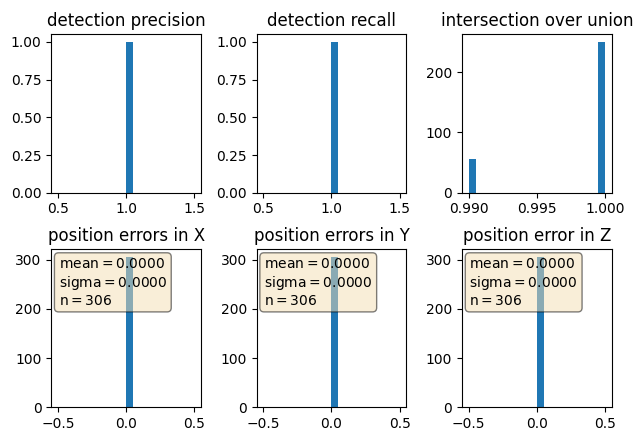 detection precision
detection recall
intersection over union
1.00
0.75
0.50
0.25
0.00
0.5 1.0 1.5
1.00
0.75
0.50
0.25
0.00
0.5 1.0 1.5
200
100
0
0.990 0.995 1.000
position errors in X
position errors in Y
position error in Z
300
200
100
0
mean = 0.0000
sigma = 0.0000
n = 306
−0.5 0.0 0.5
300
200
100
0
mean = 0.0000
sigma = 0.0000
n = 306
−0.5 0.0 0.5
300
200
100
0
mean = 0.0000
sigma = 0.0000
n = 306
−0.5 0.0 0.5